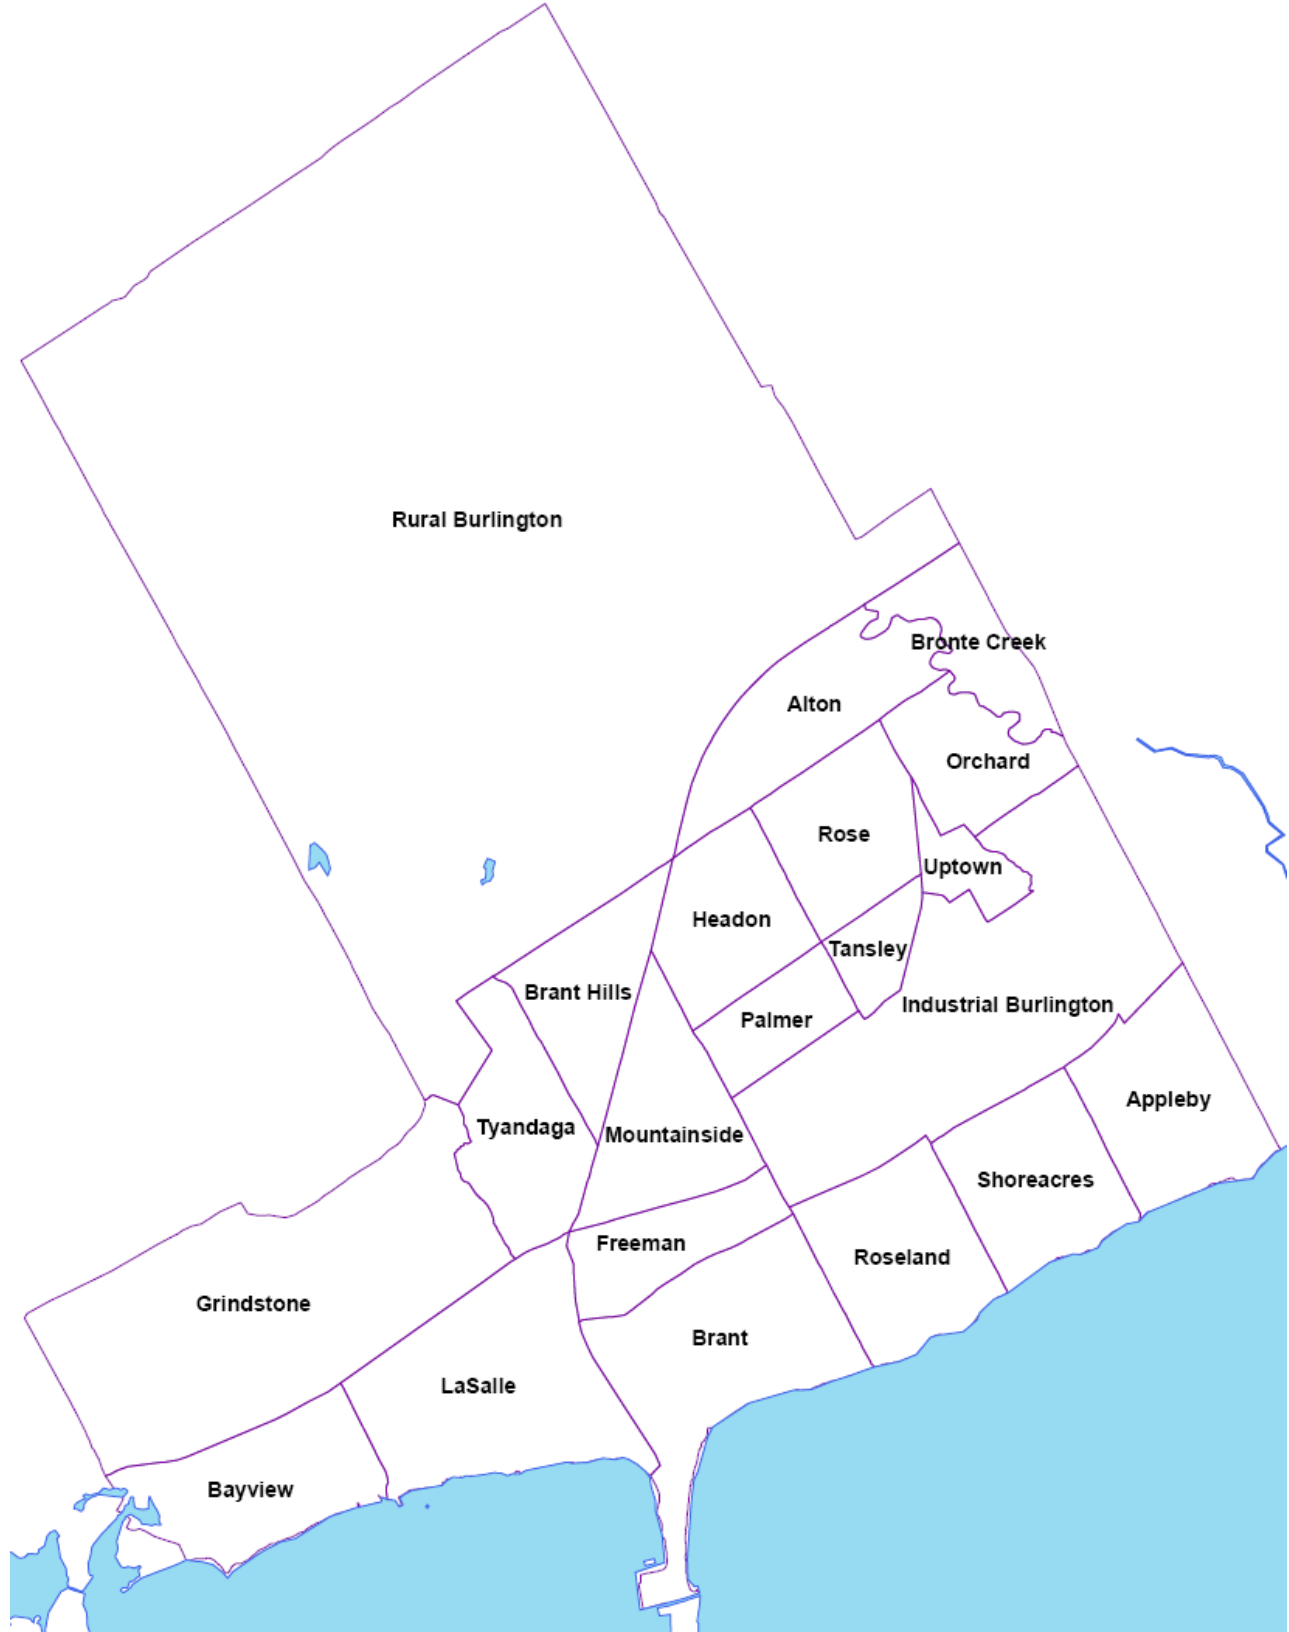 Rural Burlington
Bronte Creek
Alton
Orchard
Rose
Uptown
Headon
Tansley
Brant Hills
Industrial Burlington
Palmer
Appleby
Tyandaga
Mountainside
Shoreacres
Freeman
Roseland
Grindstone
Brant
LaSalle
Bayview